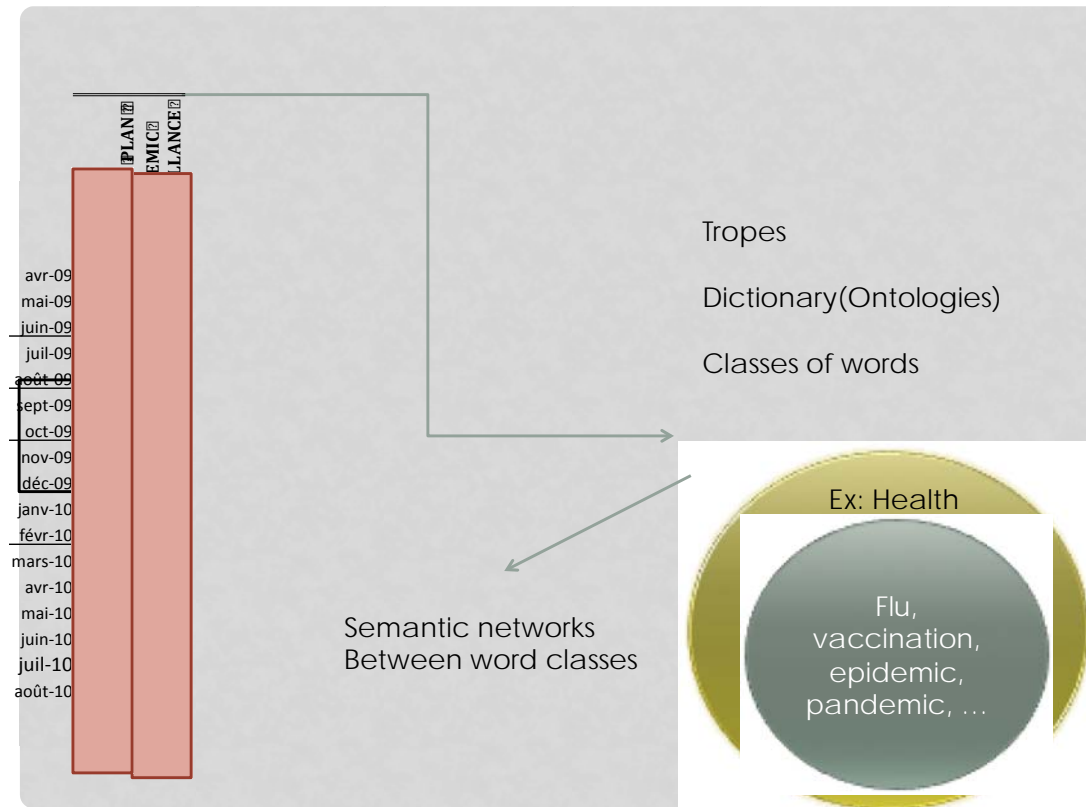 PLAN
EMIC
LLANCE
avr-09
mai-09
juin-09
juil-09
août-09
sept-09
oct-09
nov-09
déc-09
janv-10
févr-10
mars-10
avr-10
mai-10
juin-10
juil-10
août-10
Tropes
Dictionary(Ontologies)
Classes of words
Semantic networks
Between word classes
Ex: Health
Flu,
vaccination,
epidemic,
pandemic, ...